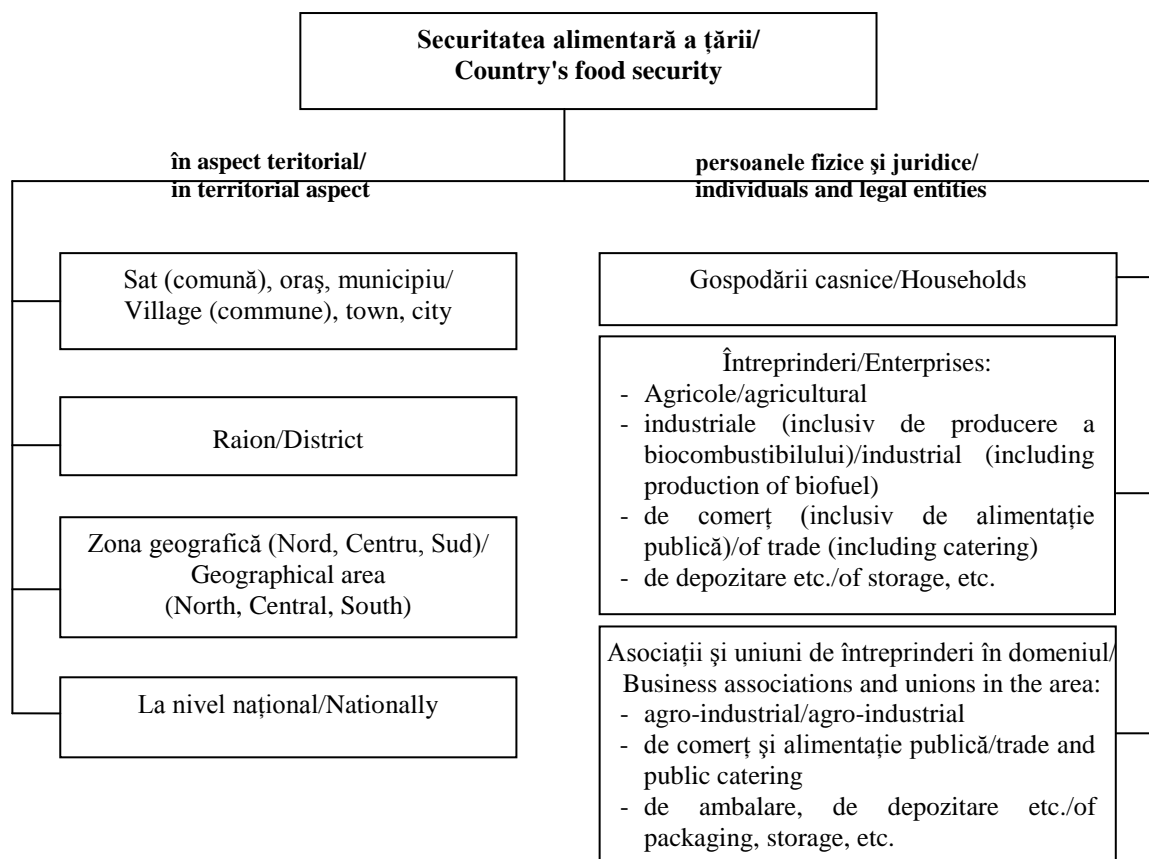 Securitatea alimentară a țării/
Country's food security
în aspect teritorial/
in territorial aspect
persoanele fizice şi juridice/
individuals and legal entities
Sat (comună), oraş, municipiu/
Village (commune), town, city
Raion/District
Zona geografică (Nord, Centru, Sud)/
Geographical area
(North, Central, South)
La nivel național/Nationally
Gospodării casnice/Households
Întreprinderi/Enterprises:
- Agricole/agricultural
- industriale (inclusiv de producere a
biocombustibilului)/industrial (including
production of biofuel)
- de comerț (inclusiv de alimentație
publică)/of trade (including catering)
- de depozitare etc./of storage, etc.
Asociații şi uniuni de întreprinderi în domeniul/
Business associations and unions in the area:
- agro-industrial/agro-industrial
- de comerț şi alimentație publică/trade and
public catering
- de ambalare, de depozitare etc./of
packaging, storage, etc.